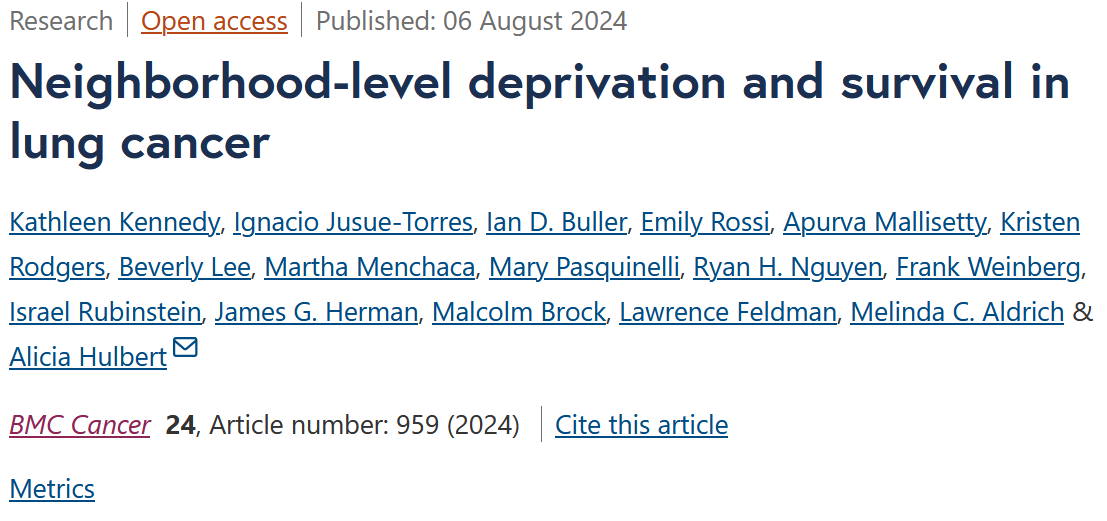 Research | Open access | Published: 06 August 2024
Neighborhood-level deprivation and survival in
lung cancer
Kathleen Kennedy, Ignacio Jusue-Torres, Ian D. Buller, Emily Rossi, Apurva Mallisetty, Kristen
Rodgers, Beverly Lee, Martha Menchaca, Mary Pasquinelli, Ryan H. Nguyen, Frank Weinberg,
Israel Rubinstein, James G. Herman, Malcolm Brock, Lawrence Feldman, Melinda C. Aldrich &
Alicia Hulbert
BMC Cancer 24, Article number: 959 (2024) | Cite this article
Metrics